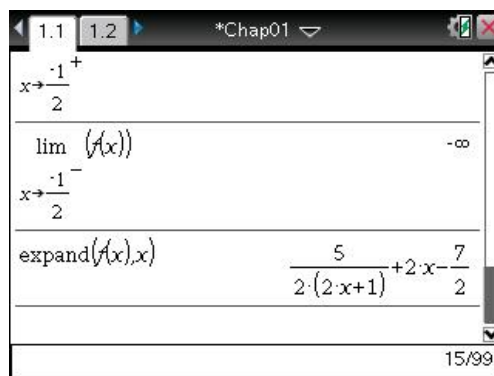 1.1 1.2 *Chap01
x→-1/2⁺
lim (f(x)) -∞
x→-1/2⁻
expand(f(x),x) 5/(2·(2·x+1))+2·x-7/2
15/99